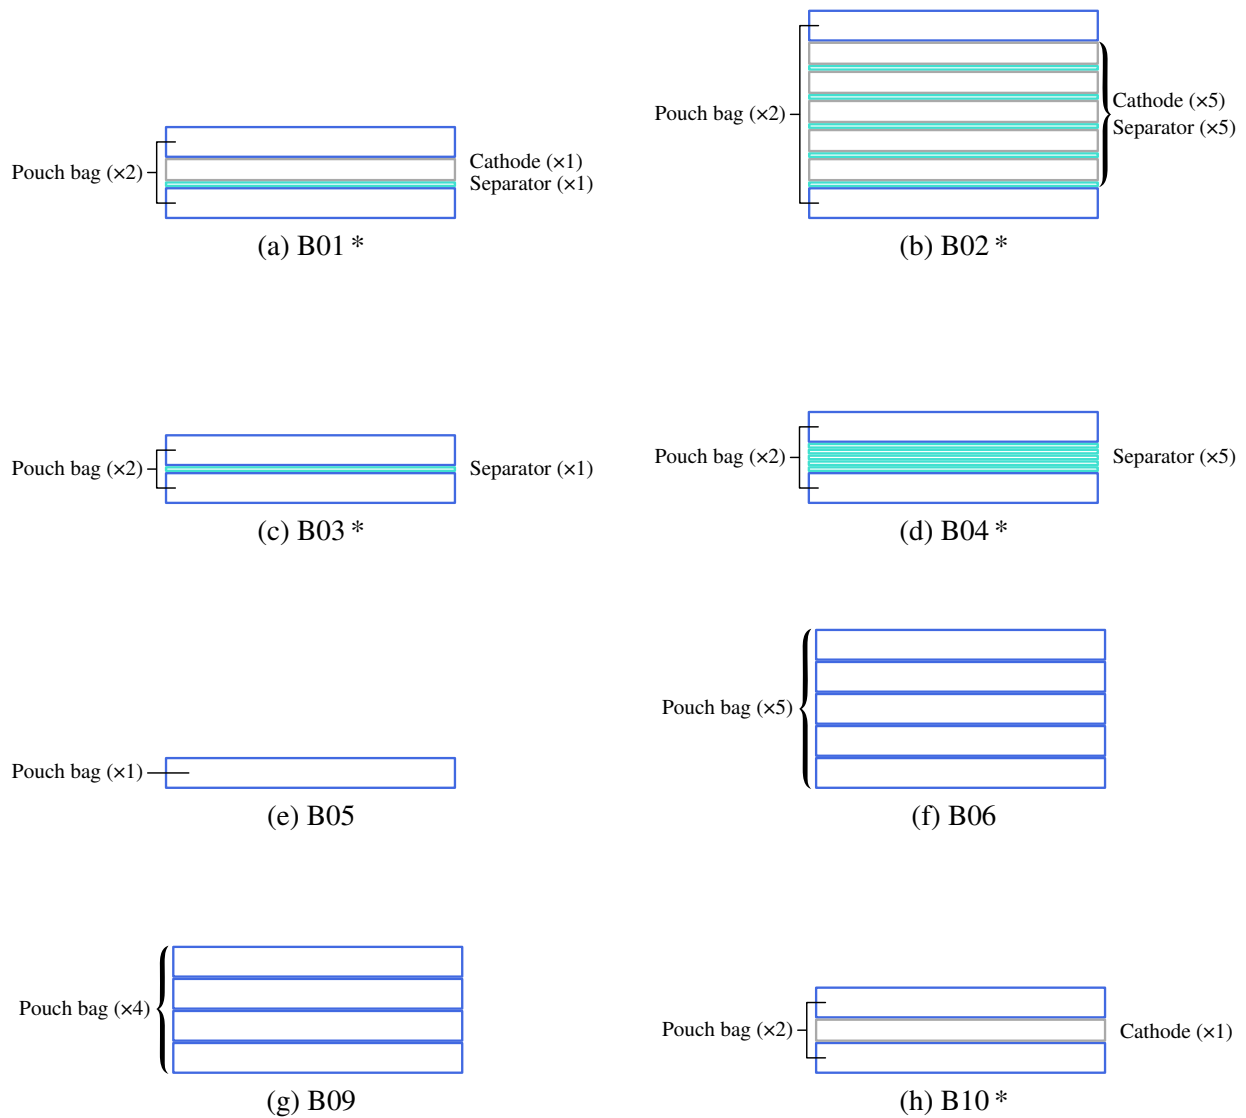 Pouch bag (×2)
Cathode (×1)
Separator (×1)
(a) B01 *
Pouch bag (×2)
Cathode (×5)
Separator (×5)
(b) B02 *
Pouch bag (×2)
Separator (×1)
(c) B03 *
Pouch bag (×2)
Separator (×5)
(d) B04 *
Pouch bag (×1)
(e) B05
Pouch bag (×5)
(f) B06
Pouch bag (×4)
(g) B09
Pouch bag (×2)
Cathode (×1)
(h) B10 *